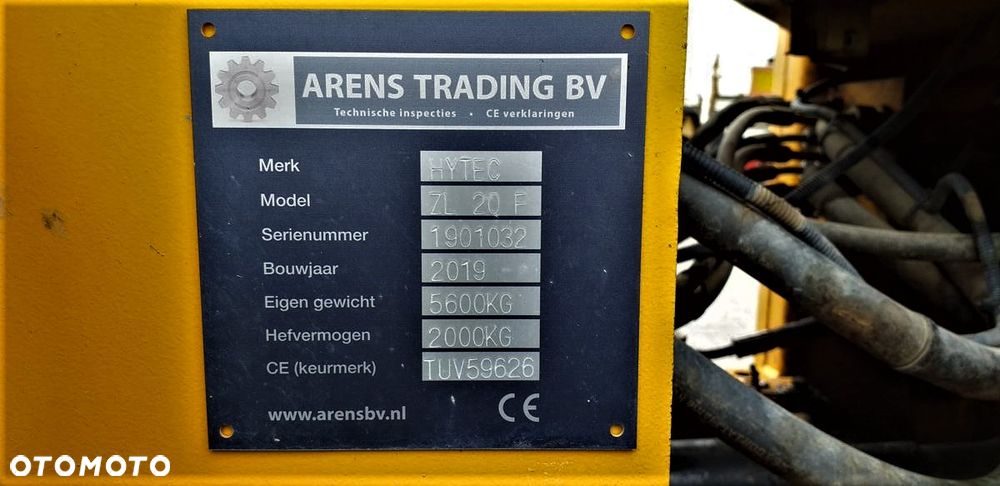 ARENS TRADING BV
Technische inspecties • CE verklaringen
Merk HYTEC
Model ZL 20 F
Serienummer 1901032
Bouwjaar 2019
Eigen gewicht 5600KG
Hefvermogen 2000KG
CE (keurmerk) TUV59626
www.arensbv.nl CE
OTOMOTO